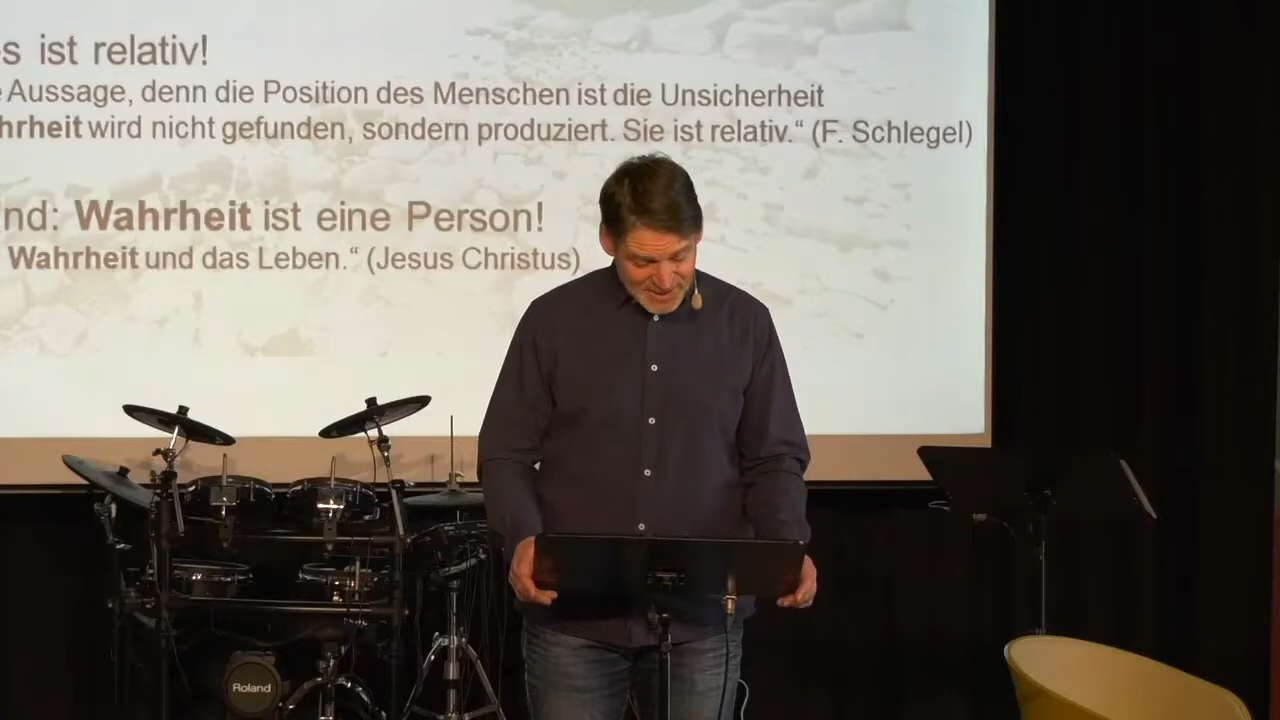 s ist relativ!
e Aussage, denn die Position des Menschen ist die Unsicherheit
hrheit wird nicht gefunden, sondern produziert. Sie ist relativ.“ (F. Schlegel)
nd: Wahrheit ist eine Person!
Wahrheit und das Leben.“ (Jesus Christus)
Roland